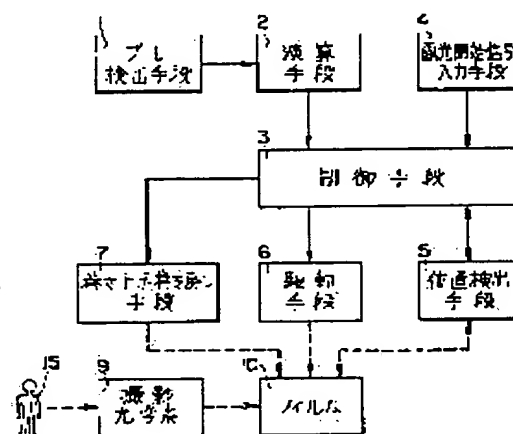 1
ブレ
検出手段
2
演算
手段
4
露光開始信号
入力手段
3
制御手段
7
手段
6
駆動
手段
5
位置検出
手段
15
9
撮影
光学系
10
フィルム